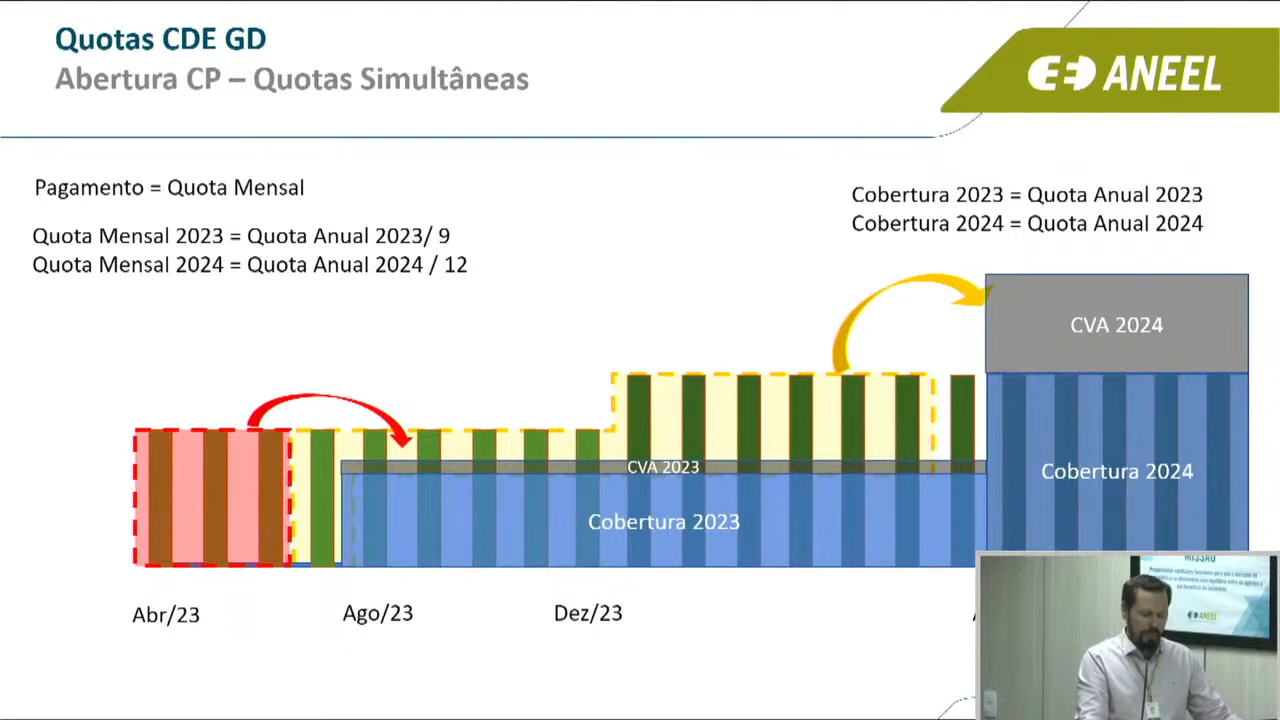 Quotas CDE GD
Abertura CP – Quotas Simultâneas
ANEEL
Pagamento = Quota Mensal
Quota Mensal 2023 = Quota Anual 2023/ 9
Quota Mensal 2024 = Quota Anual 2024 / 12
Cobertura 2023 = Quota Anual 2023
Cobertura 2024 = Quota Anual 2024
CVA 2024
CVA 2023
Cobertura 2024
Cobertura 2023
Abr/23
Ago/23
Dez/23
MISSÃO
ANEEL